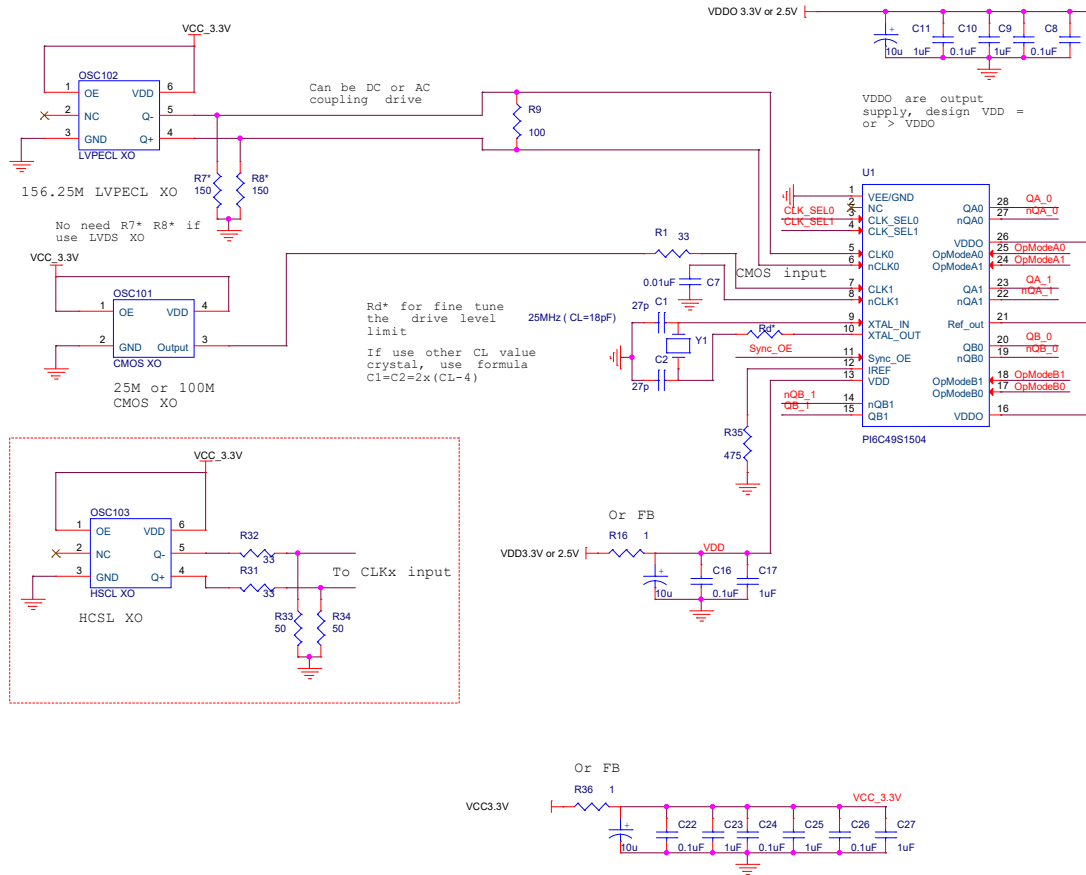 VDDO 3.3V or 2.5V
10u
C11
1uF
C10
0.1uF
C9
1uF
C8
0.1uF
VDDO are output
supply, design VDD =
or > VDDO
VCC_3.3V
OSC102
1 OE VDD 6
2 NC Q- 5
3 GND Q+ 4
LVPECL XO
156.25M LVPECL XO
Can be DC or AC
coupling drive
R9
100
R7*
150
R8*
150
No need R7* R8* if
use LVDS XO
VCC_3.3V
OSC101
1 OE VDD 4
2 GND Output 3
CMOS XO
25M or 100M
CMOS XO
Rd* for fine tune
the drive level
limit
If use other CL value
crystal, use formula
C1=C2=2x(CL-4)
R1 33
CMOS input
0.01uF C7
27p C1
25MHz ( CL=18pF)
Y1
Rd*
C2
27p
Sync_OE
R35
475
CLK_SEL0
CLK_SEL1
nQB_1
QB_1
U1
1 VEE/GND
2 NC
3 CLK_SEL0
4 CLK_SEL1
5 CLK0
6 nCLK0
7 CLK1
8 nCLK1
9 XTAL_IN
10 XTAL_OUT
11 Sync_OE
12 IREF
13 VDD
14 nQB1
15 QB1
QA0 28 QA_0
nQA0 27 nQA_0
VDDO 26
OpModeA0 25 OpModeA0
OpModeA1 24 OpModeA1
QA1 23 QA_1
nQA1 22 nQA_1
Ref_out 21
QB0 20 QB_0
nQB0 19 nQB_0
OpModeB1 18 OpModeB1
OpModeB0 17 OpModeB0
VDDO 16
PI6C49S1504
VCC_3.3V
OSC103
1 OE VDD 6
2 NC Q- 5
3 GND Q+ 4
HSCL XO
HCSL XO
R32
33
R31
33
To CLKx input
R33
50
R34
50
Or FB
R16 1
VDD3.3V or 2.5V
VDD
10u
C16
0.1uF
C17
1uF
Or FB
R36 1
VCC3.3V
VCC_3.3V
10u
C22
0.1uF
C23
1uF
C24
0.1uF
C25
1uF
C26
0.1uF
C27
1uF